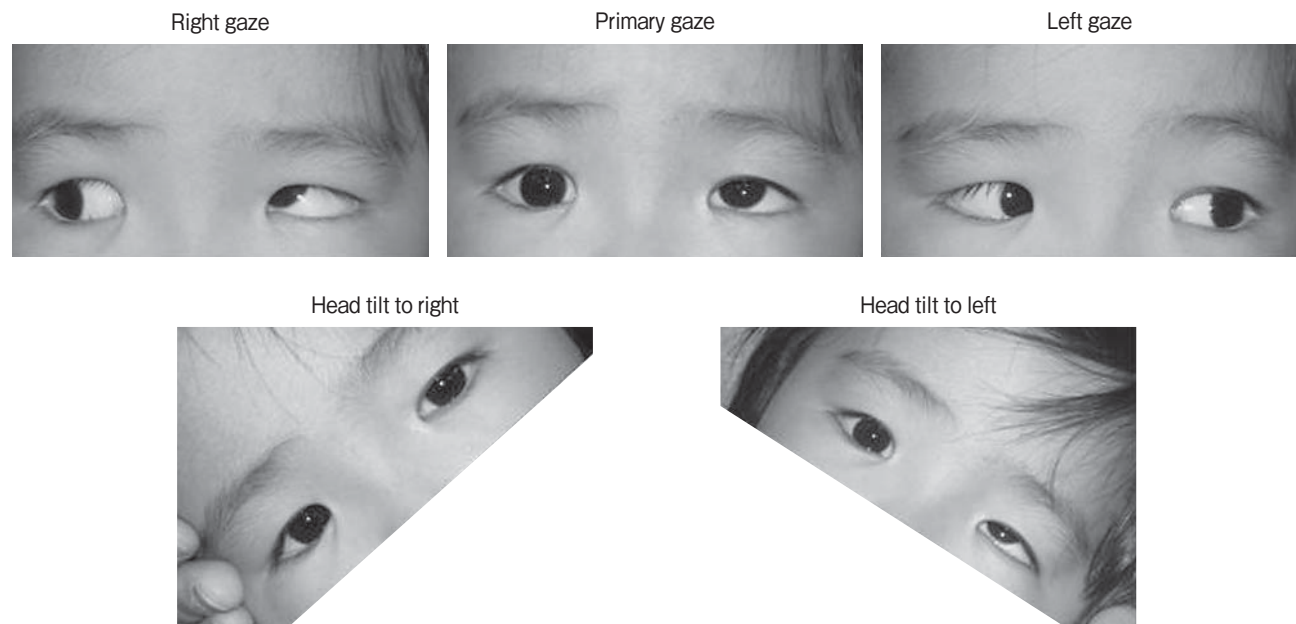 Right gaze
Primary gaze
Left gaze
Head tilt to right
Head tilt to left